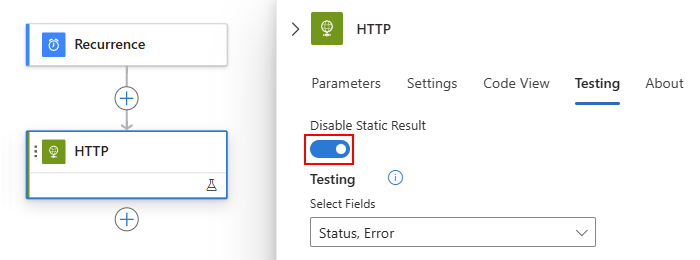 Recurrence
HTTP
HTTP
Parameters Settings Code View Testing About
Disable Static Result
Testing
Select Fields
Status, Error